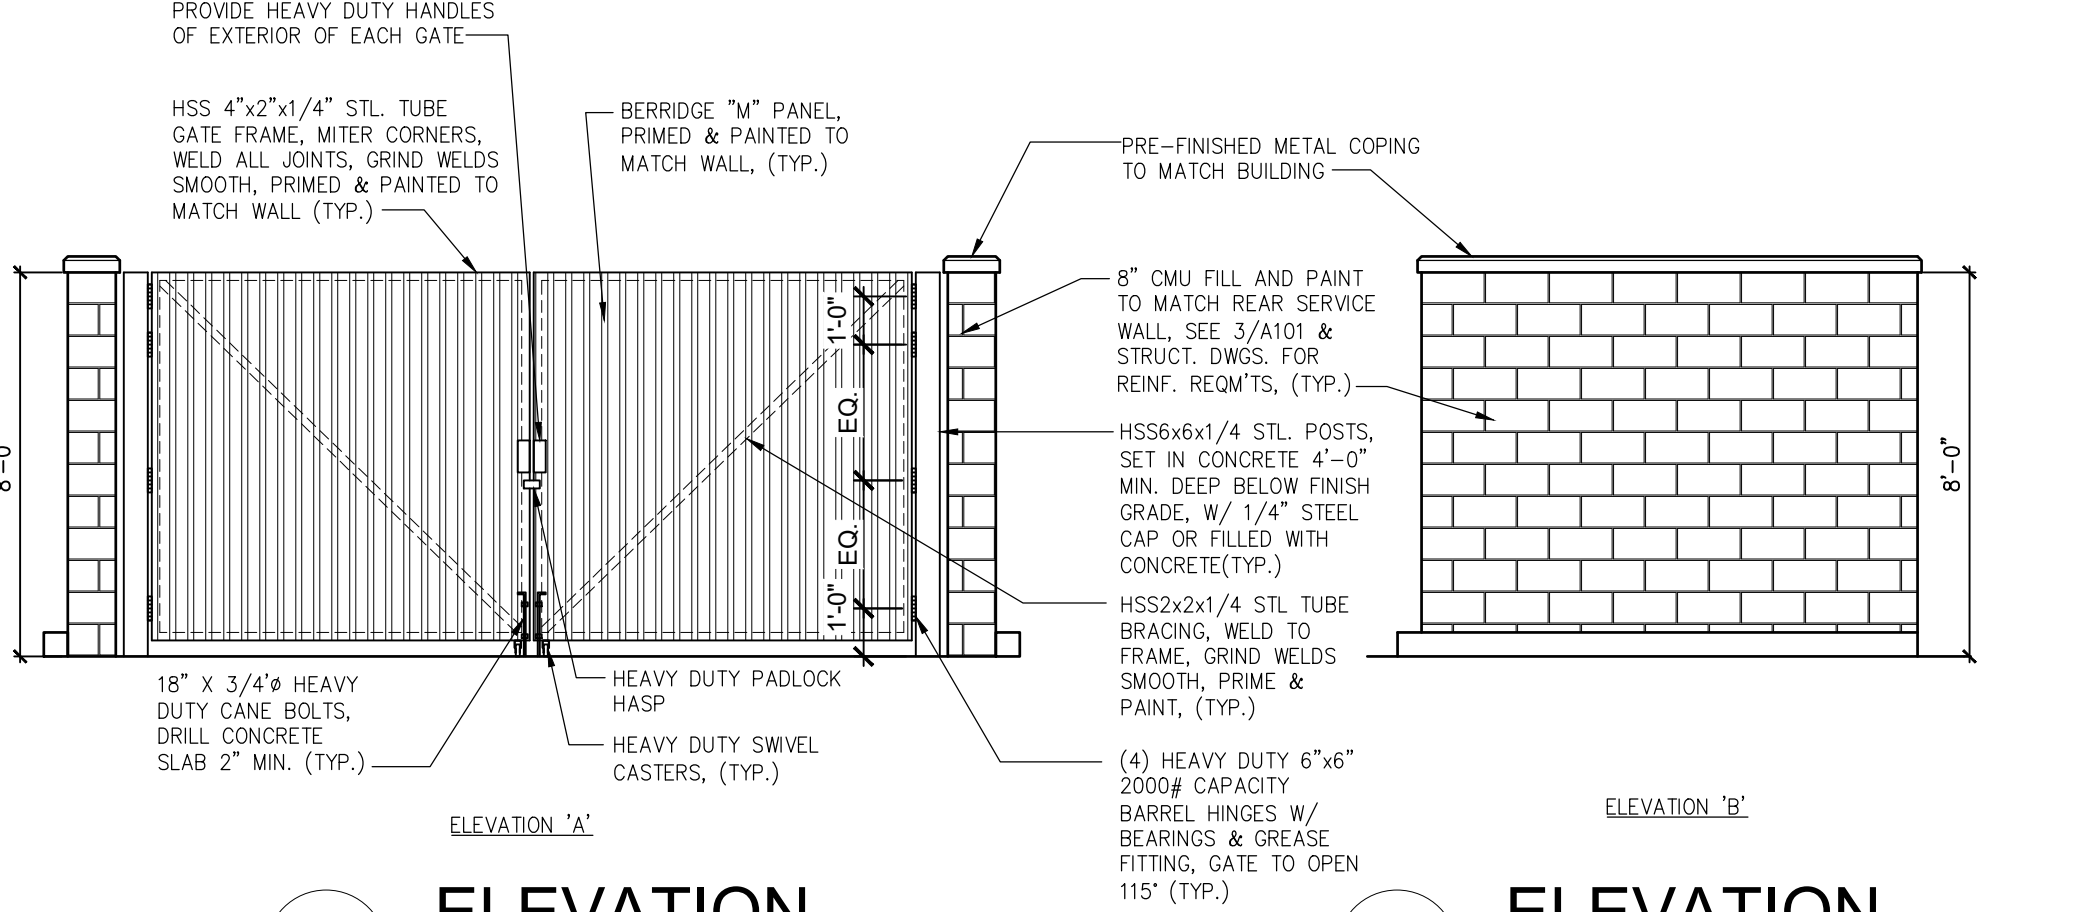 PROVIDE HEAVY DUTY HANDLES
OF EXTERIOR OF EACH GATE
HSS 4"x2"x1/4" STL. TUBE
GATE FRAME, MITER CORNERS,
WELD ALL JOINTS, GRIND WELDS
SMOOTH, PRIMED & PAINTED TO
MATCH WALL (TYP.)
BERRIDGE "M" PANEL,
PRIMED & PAINTED TO
MATCH WALL, (TYP.)
PRE-FINISHED METAL COPING
TO MATCH BUILDING
8" CMU FILL AND PAINT
TO MATCH REAR SERVICE
WALL, SEE 3/A101 &
STRUCT. DWGS. FOR
REINF. REQM'TS, (TYP.)
HSS6x6x1/4 STL. POSTS,
SET IN CONCRETE 4'-0"
MIN. DEEP BELOW FINISH
GRADE, W/ 1/4" STEEL
CAP OR FILLED WITH
CONCRETE(TYP.)
HSS2x2x1/4 STL TUBE
BRACING, WELD TO
FRAME, GRIND WELDS
SMOOTH, PRIME &
PAINT, (TYP.)
(4) HEAVY DUTY 6"x6"
2000# CAPACITY
BARREL HINGES W/
BEARINGS & GREASE
FITTING, GATE TO OPEN
115° (TYP.)
1'-0"
EQ.
EQ.
1'-0"
8'-0"
8'-0"
18" X 3/4'ø HEAVY
DUTY CANE BOLTS,
DRILL CONCRETE
SLAB 2" MIN. (TYP.)
HEAVY DUTY PADLOCK
HASP
HEAVY DUTY SWIVEL
CASTERS, (TYP.)
ELEVATION 'A'
ELEVATION 'B'
ELEVATION
ELEVATION